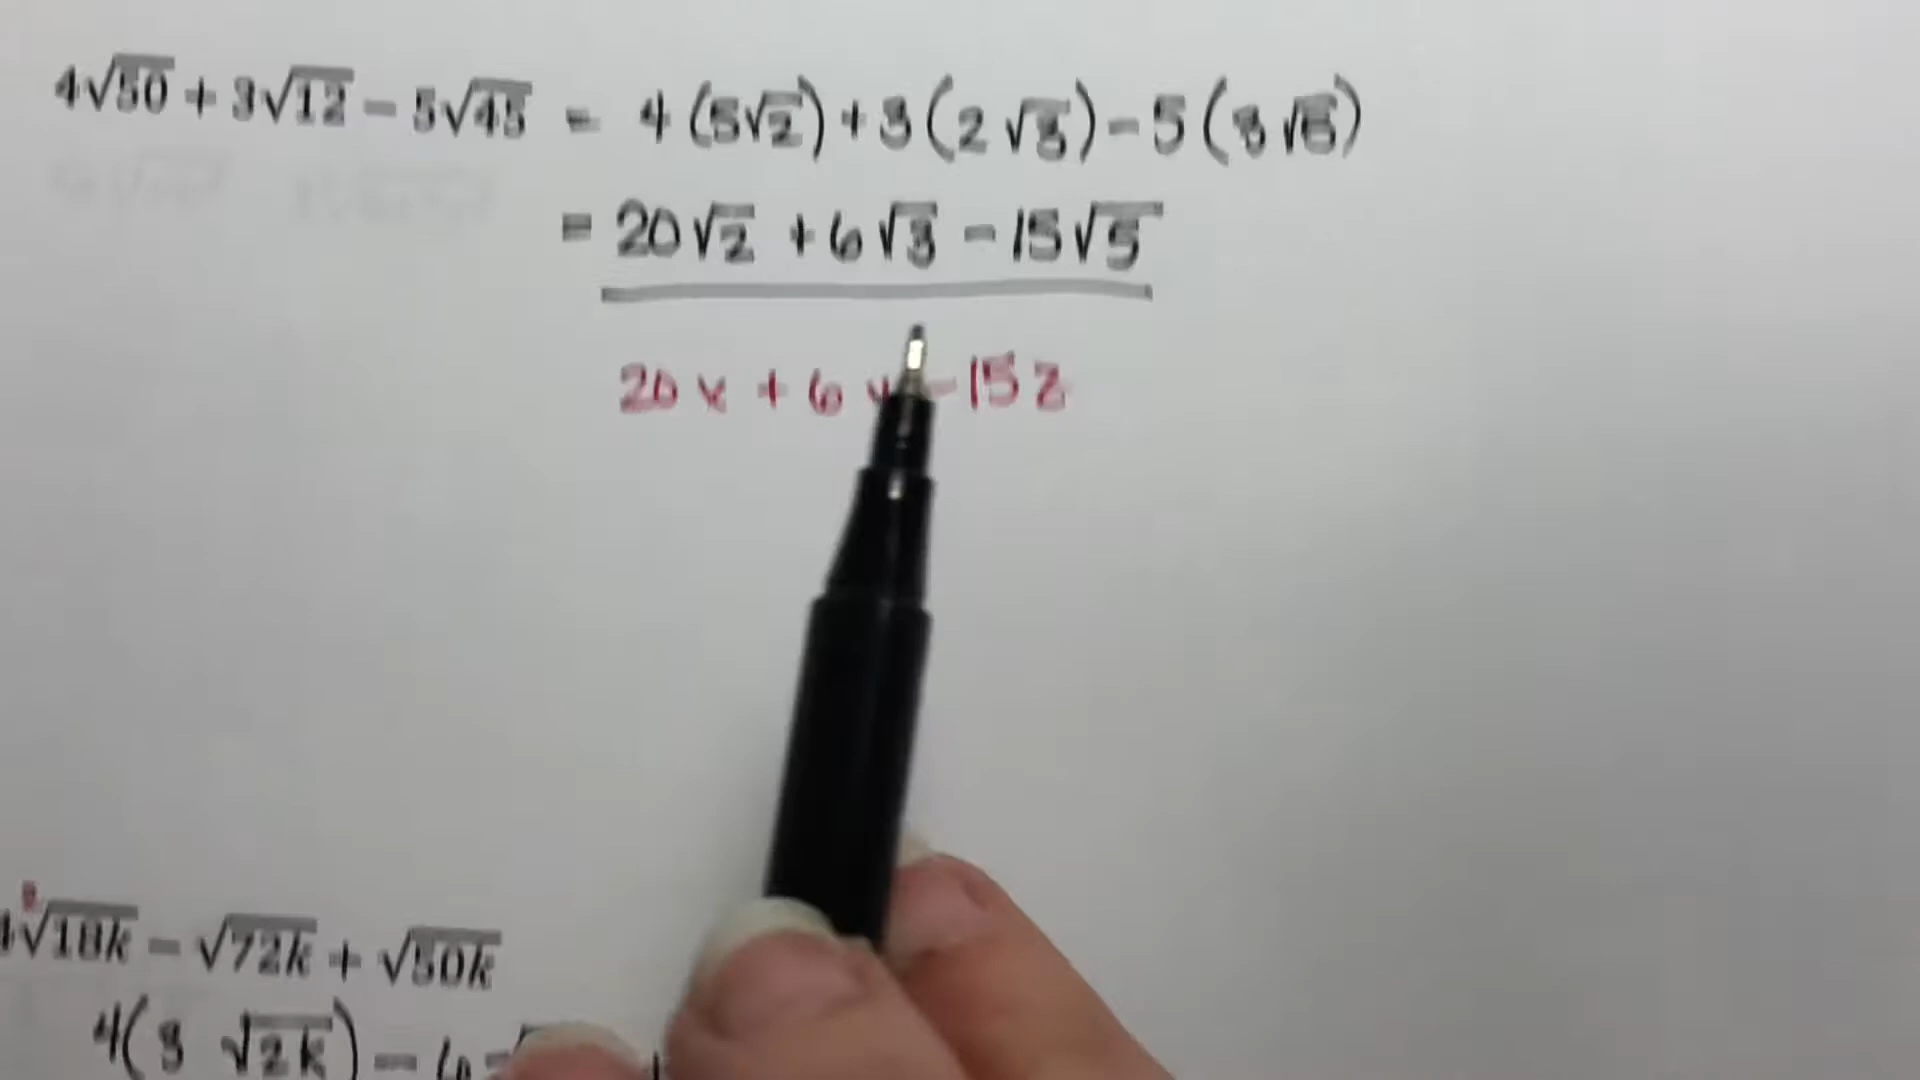 4√50 + 3√12 − 5√45 = 4(5√2) + 3(2√3) − 5(3√5)
= 20√2 + 6√3 − 15√5
20x + 6y − 15z
4√18k − √72k + √50k
4(3 √2k) − 6